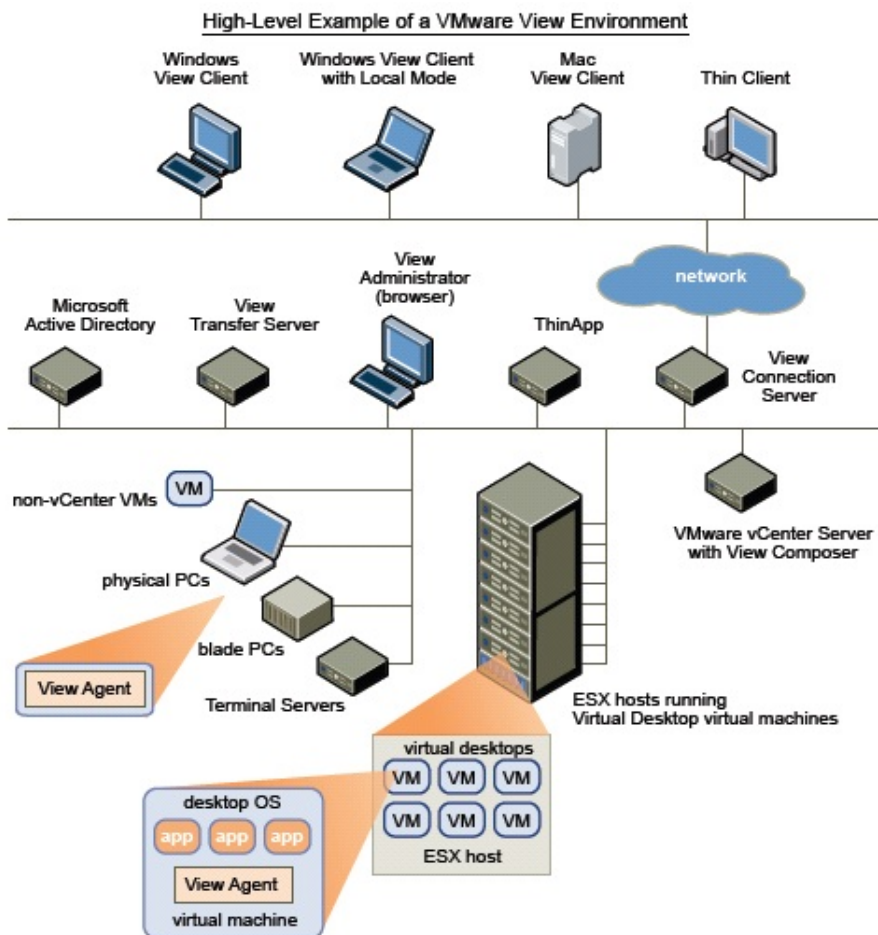 High-Level Example of a VMware View Environment
Windows
View Client
Windows View Client
with Local Mode
Mac
View Client
Thin Client
network
Microsoft
Active Directory
View
Transfer Server
View
Administrator
(browser)
ThinApp
View
Connection
Server
non-vCenter VMs
VM
physical PCs
blade PCs
Terminal Servers
View Agent
VMware vCenter Server
with View Composer
ESX hosts running
Virtual Desktop virtual machines
virtual desktops
VM VM VM
VM VM VM
ESX host
desktop OS
app app app
View Agent
virtual machine